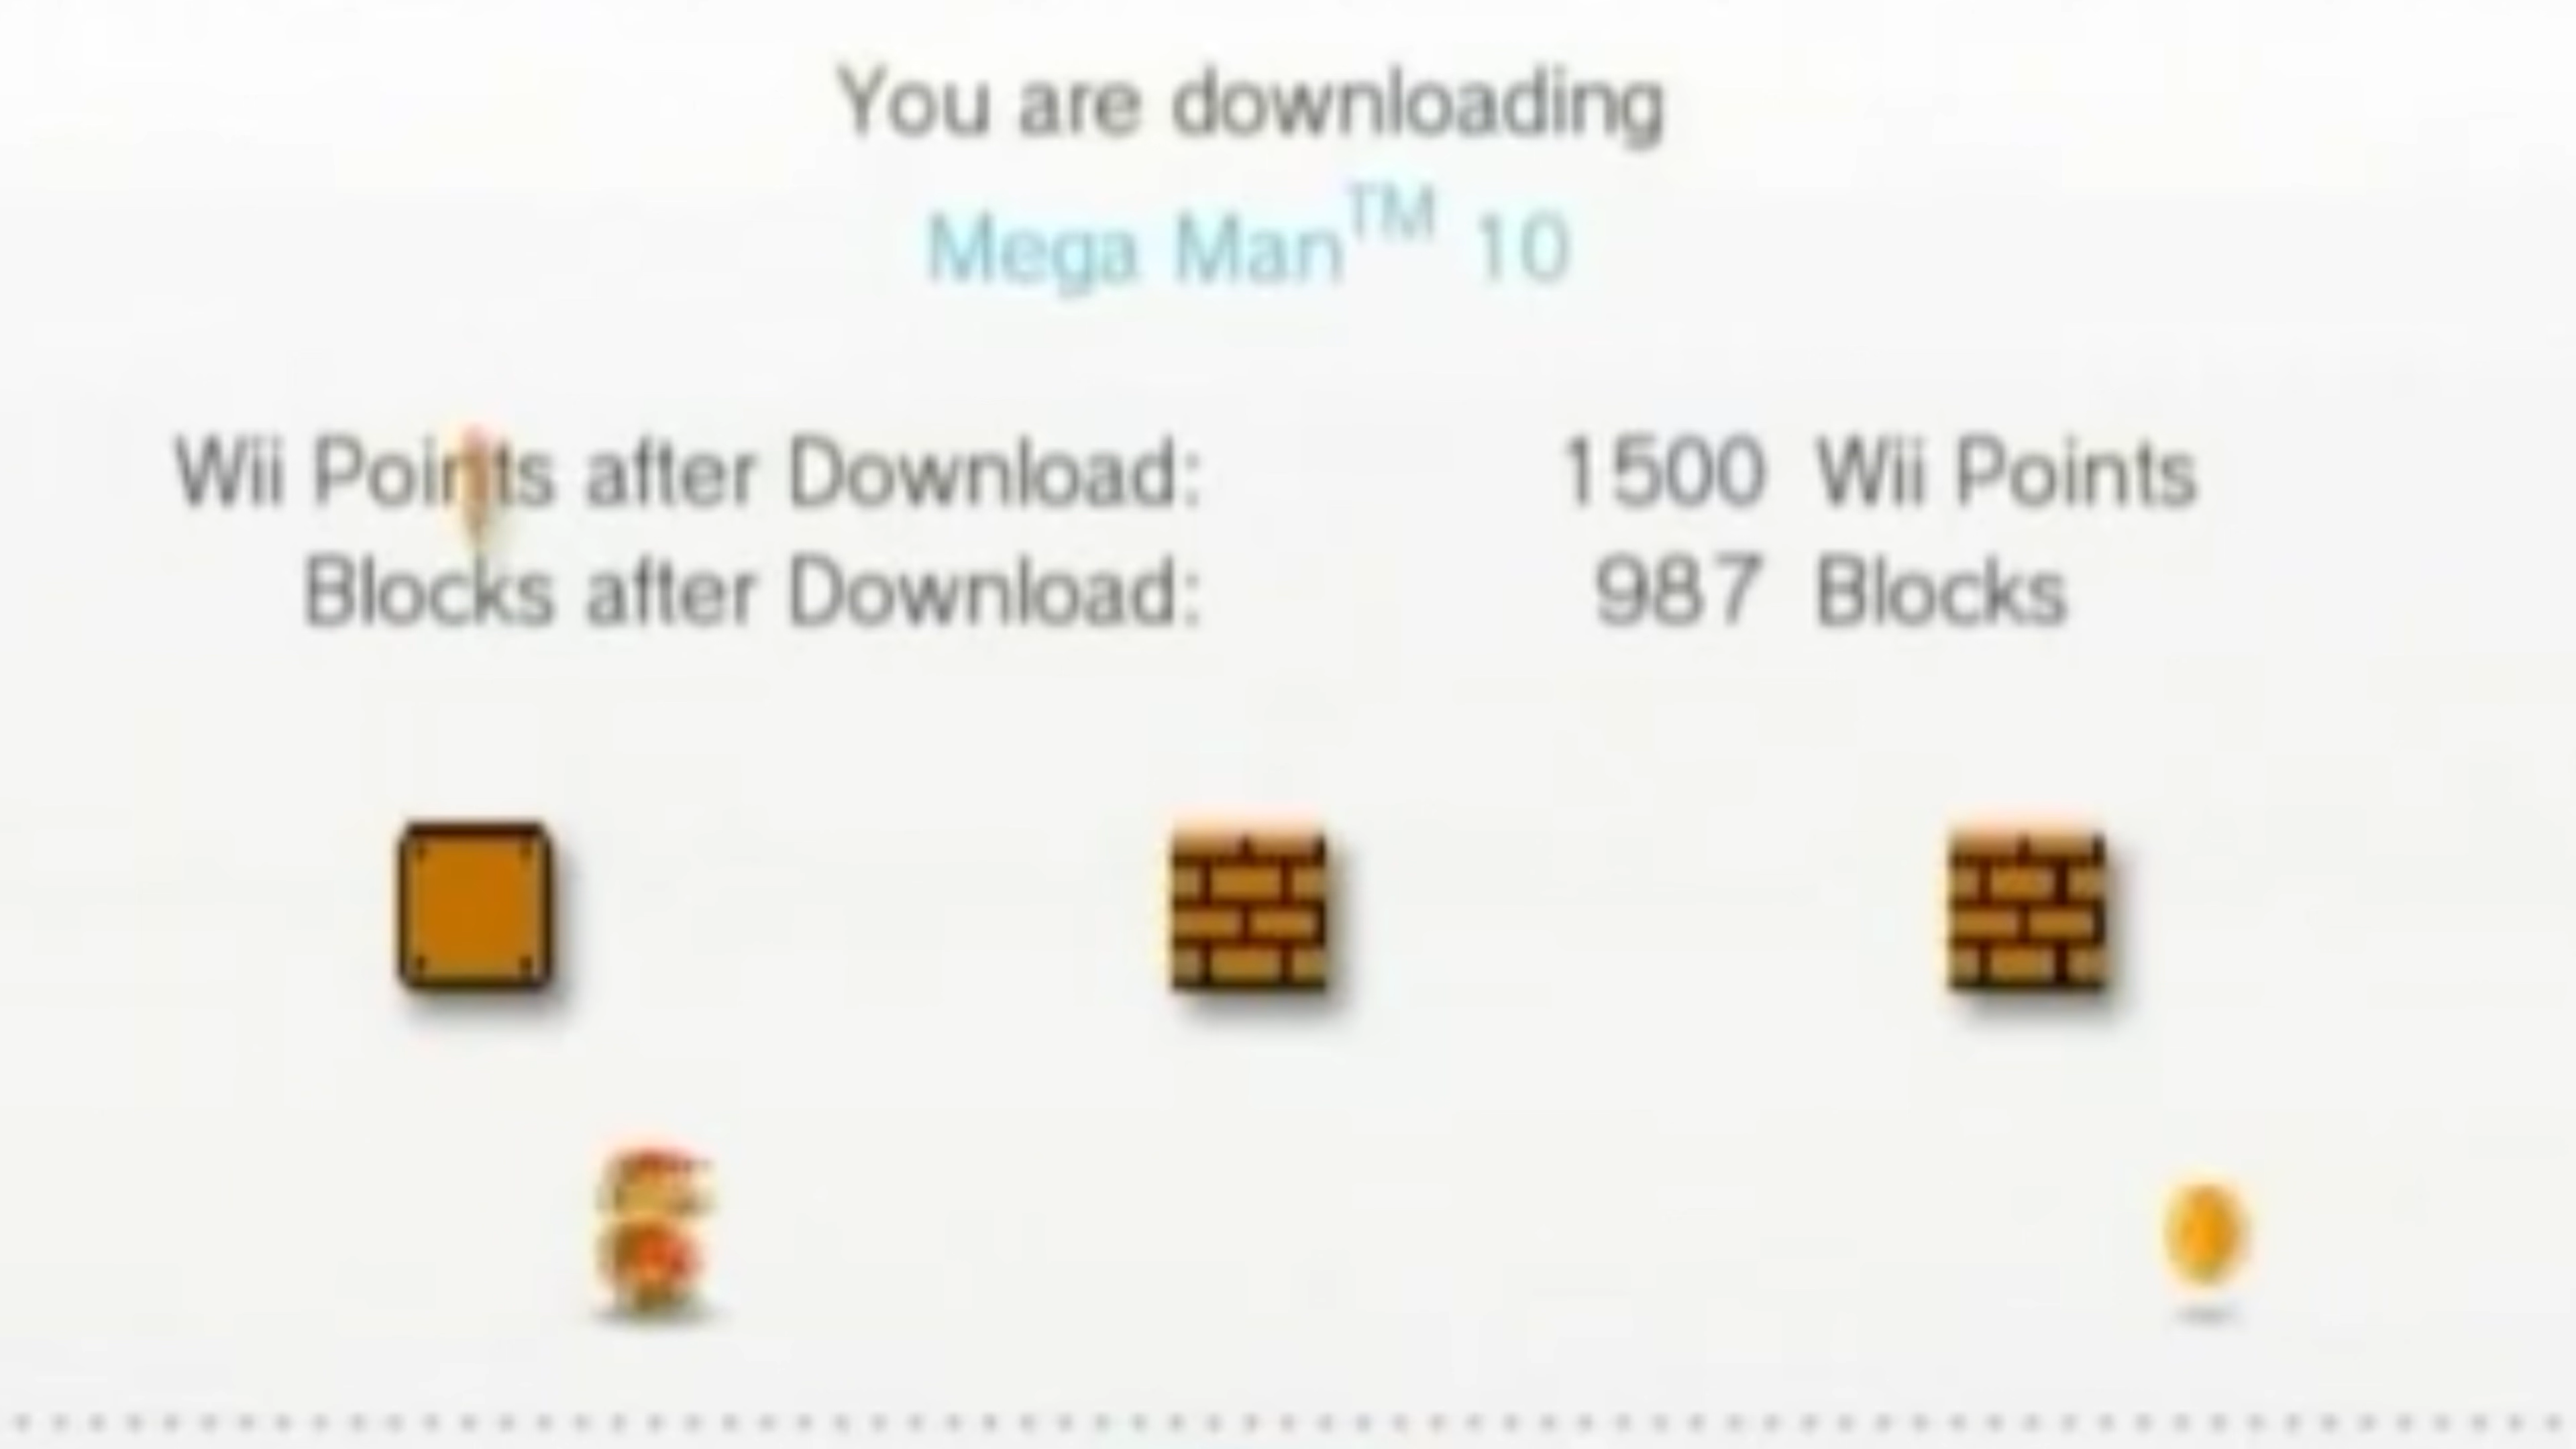 You are downloading
Mega Man™ 10
Wii Points after Download: 1500 Wii Points
Blocks after Download: 987 Blocks